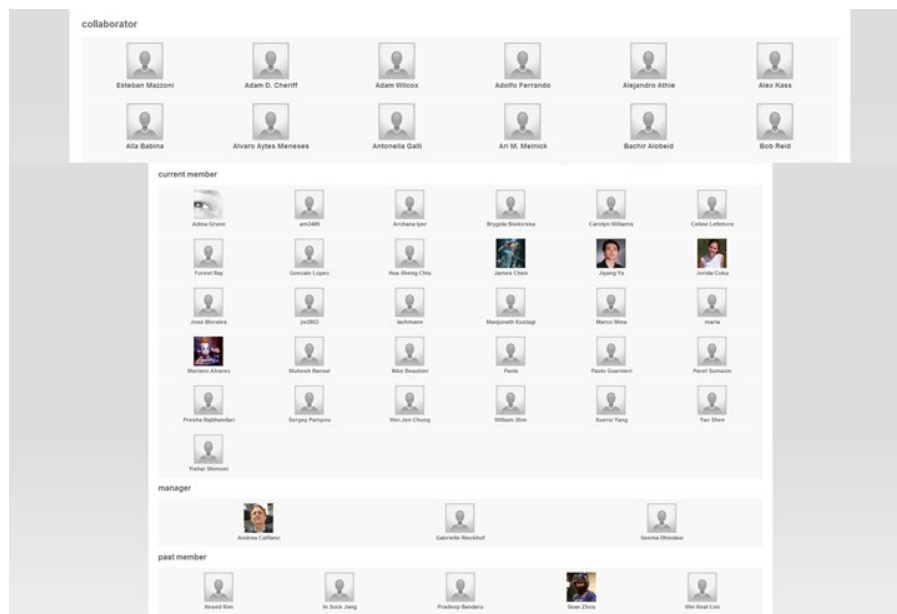 collaborator
Esteban Mazzoni Adam D. Cheriff Adam Wilcox Adolfo Ferrando Alejandro Athie Alex Kass
Alla Babina Alvaro Aytes Meneses Antonella Galli Ari M. Melnick Bachir Alobeid Bob Reid
current member
Adina Grunn am3489 Archana Iyer Brygida Bisikirska Carolyn Williams Celine Lefebvre
Forest Ray Gonzalo Lopez Hua-Sheng Chiu James Chen Jiyang Yu Jorida Coku
Jose Morales lachmann Manjunath Kustagi Marco Mina maria
Mariano Alvarez Mukesh Bansal Mike Beaubier Paola Paolo Guarnieri Pavel Sumazin
Presha Rajbhandari Sergey Pampou Wei-Jen Chung William Shin Xuerui Yang Yao Shen
Yishai Shimoni
manager
Andrea Califano Gabrielle Rieckhof Seema Dhindaw
past member
Hexed Kim In Sock Jang Pradeep Bandaru Sean Zhou Wei Keat Lim